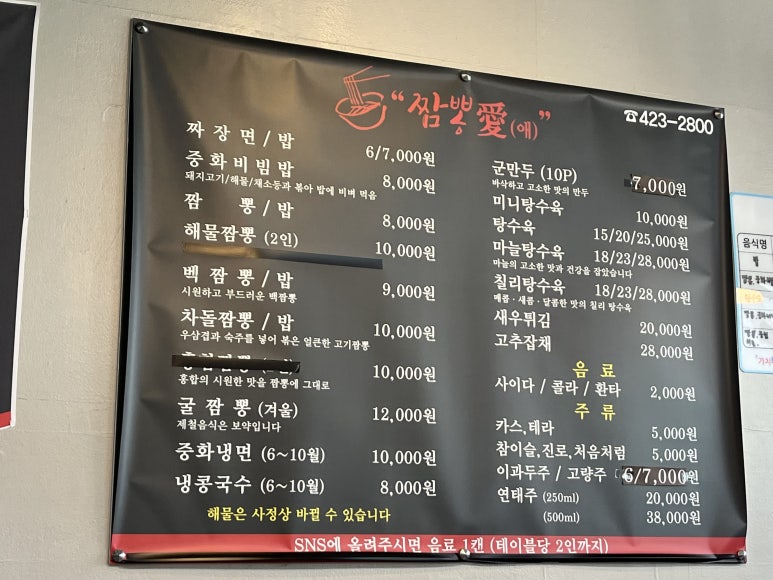 "짬뽕愛(애)"
☎423-2800
짜장면/밥 6/7,000원
중화비빔밥 8,000원
돼지고기/해물/채소등과 볶아 밥에 비벼 먹음
짬 뽕/밥 8,000원
해물짬뽕 (2인) 10,000원
벡짬뽕/밥 9,000원
시원하고 부드러운 백짬뽕
차돌짬뽕/밥 10,000원
우삼겹과 숙주를 넣어 볶은 얼큰한 고기짬뽕
10,000원
홍합의 시원한 맛을 짬뽕에 그대로
굴짬뽕 (겨울) 12,000원
제철음식은 보약입니다
중화냉면 (6~10월) 10,000원
냉콩국수 (6~10월) 8,000원
해물은 사정상 바뀔 수 있습니다
군만두 (10P) 7,000원
바삭하고 고소한 맛의 만두
미니탕수육 10,000원
탕수육 15/20/25,000원
마늘탕수육 18/23/28,000원
마늘의 고소한 맛과 건강을 잡았습니다
칠리탕수육 18/23/28,000원
매콤·새콤·달콤한 맛의 칠리 탕수육
새우튀김 20,000원
고추잡채 28,000원
음 료
사이다/콜라/환타 2,000원
주 류
카스,테라 5,000원
참이슬,진로,처음처럼 5,000원
이과두주/고량주 6/7,000원
연태주 (250ml) 20,000원
(500ml) 38,000원
SNS에 올려주시면 음료 1캔 (테이블당 2인까지)
음식명